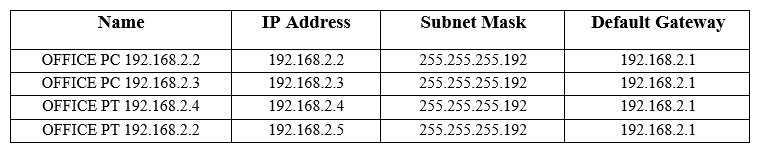 Name IP Address Subnet Mask Default Gateway
OFFICE PC 192.168.2.2 192.168.2.2 255.255.255.192 192.168.2.1
OFFICE PC 192.168.2.3 192.168.2.3 255.255.255.192 192.168.2.1
OFFICE PT 192.168.2.4 192.168.2.4 255.255.255.192 192.168.2.1
OFFICE PT 192.168.2.2 192.168.2.5 255.255.255.192 192.168.2.1